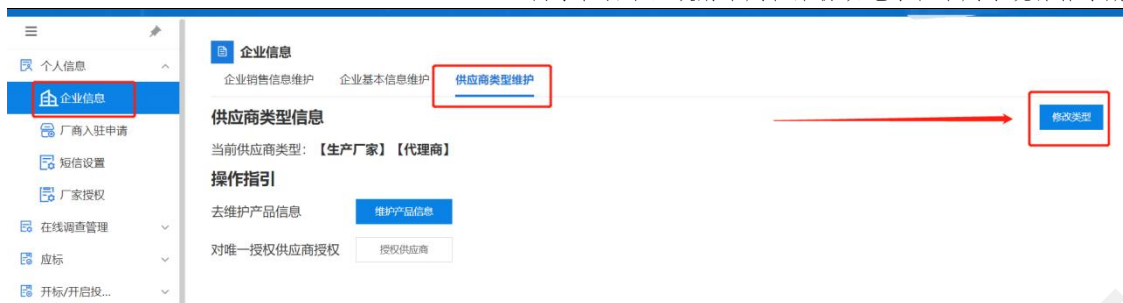 个人信息
企业信息
厂商入驻申请
短信设置
厂家授权
在线调查管理
应标
开标/开启投...
企业信息
企业销售信息维护 企业基本信息维护 供应商类型维护
供应商类型信息
修改类型
当前供应商类型：【生产厂家】【代理商】
操作指引
去维护产品信息 维护产品信息
对唯一授权供应商授权 授权供应商